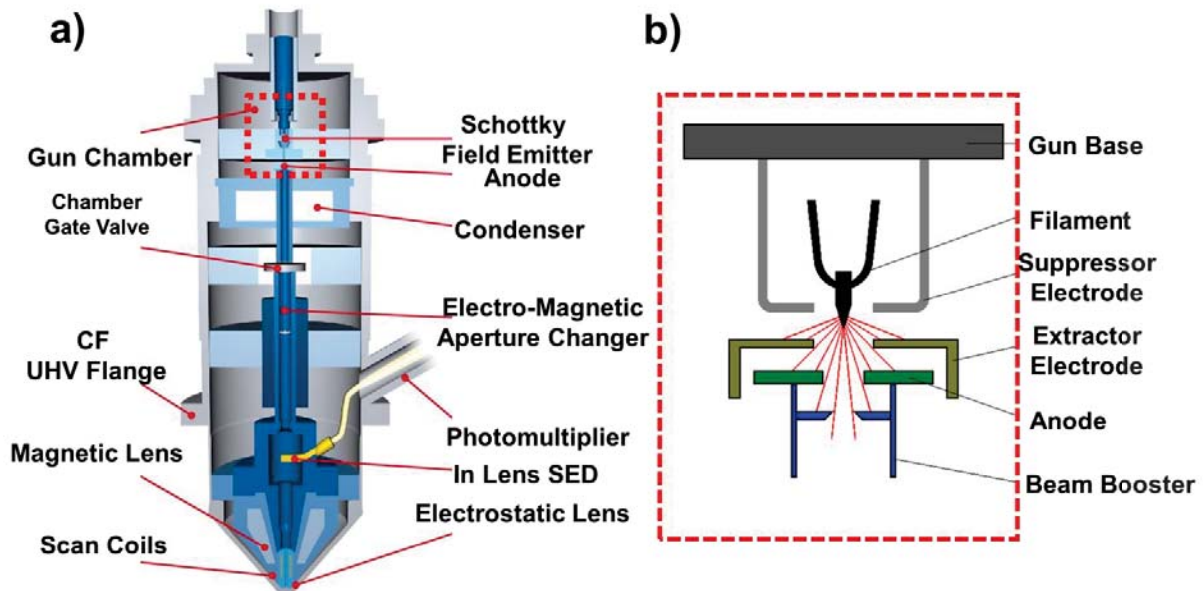 a)
Gun Chamber
Chamber
Gate Valve
CF
UHV Flange
Magnetic Lens
Scan Coils
Schottky
Field Emitter
Anode
Condenser
Electro-Magnetic
Aperture Changer
Photomultiplier
In Lens SED
Electrostatic Lens
b)
Gun Base
Filament
Suppressor
Electrode
Extractor
Electrode
Anode
Beam Booster